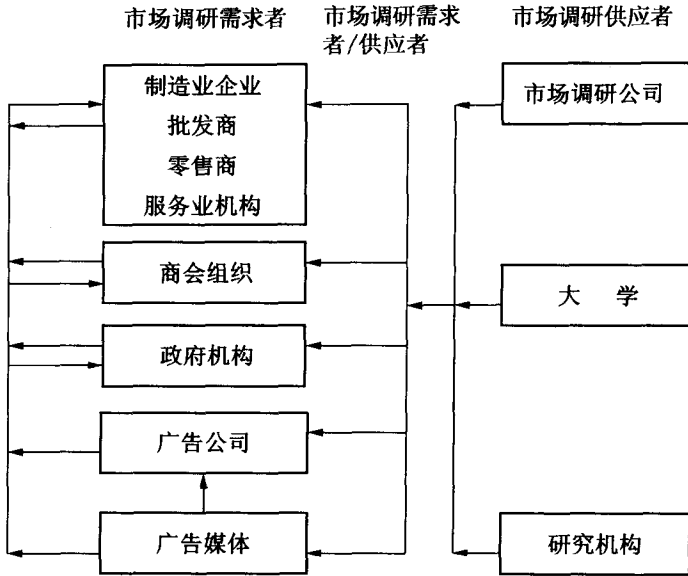 市场调研需求者
市场调研需求
者/供应者
市场调研供应者
制造业企业
批发商
零售商
服务业机构
商会组织
政府机构
广告公司
广告媒体
市场调研公司
大 学
研究机构